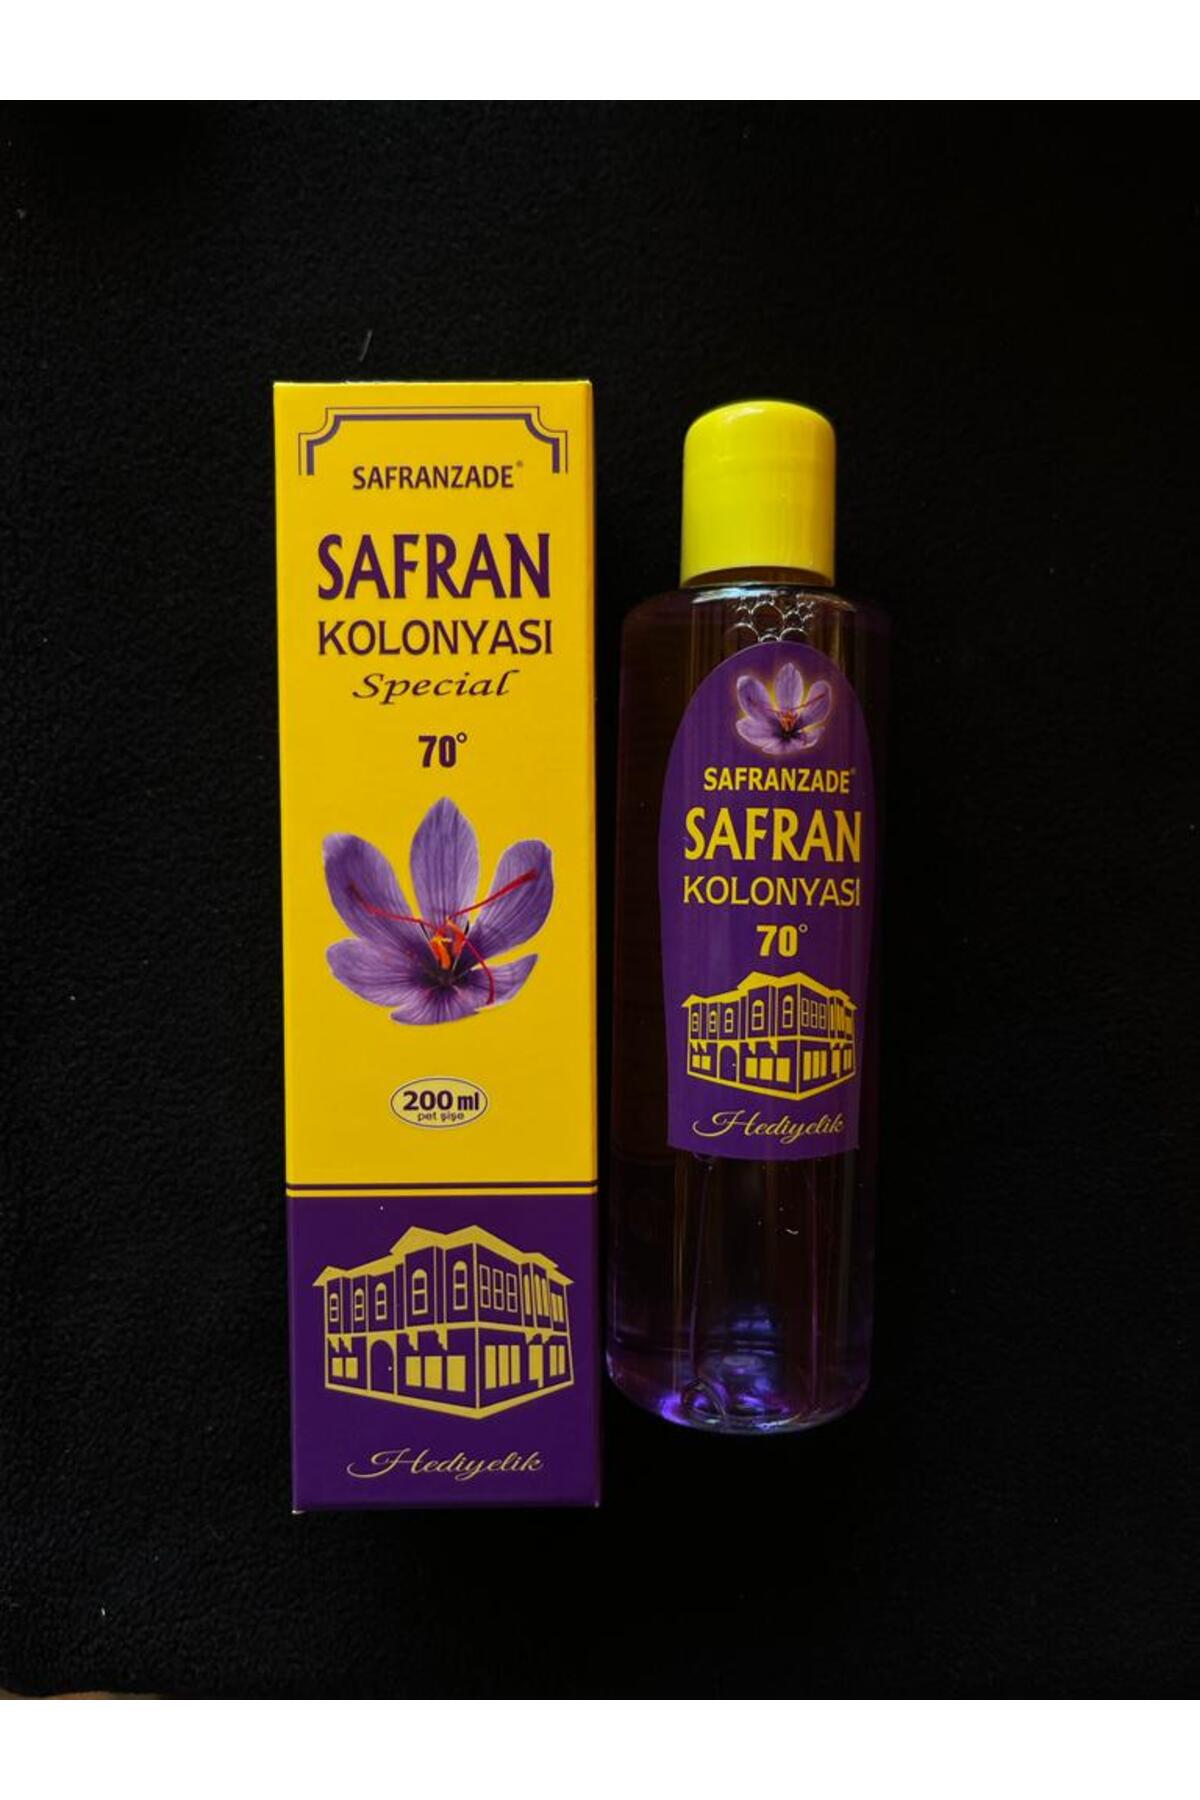 SAFRANZADE®
SAFRAN
KOLONYASI
Special
70°
200 ml
pet şişe
Hediyelik
SAFRANZADE®
SAFRAN
KOLONYASI
70°
Hediyelik